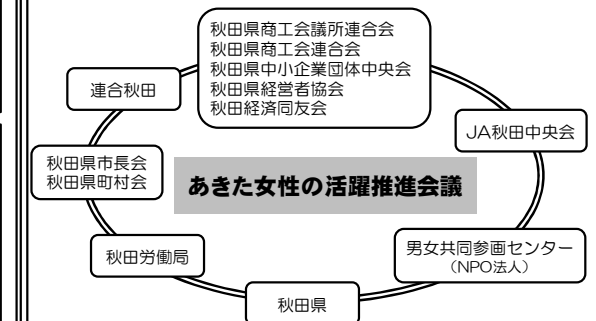 秋田県商工会議所連合会
秋田県商工会連合会
秋田県中小企業団体中央会
秋田県経営者協会
秋田経済同友会
連合秋田
JA秋田中央会
秋田県市長会
秋田県町村会
あきた女性の活躍推進会議
秋田労働局
男女共同参画センター
（NPO法人）
秋田県